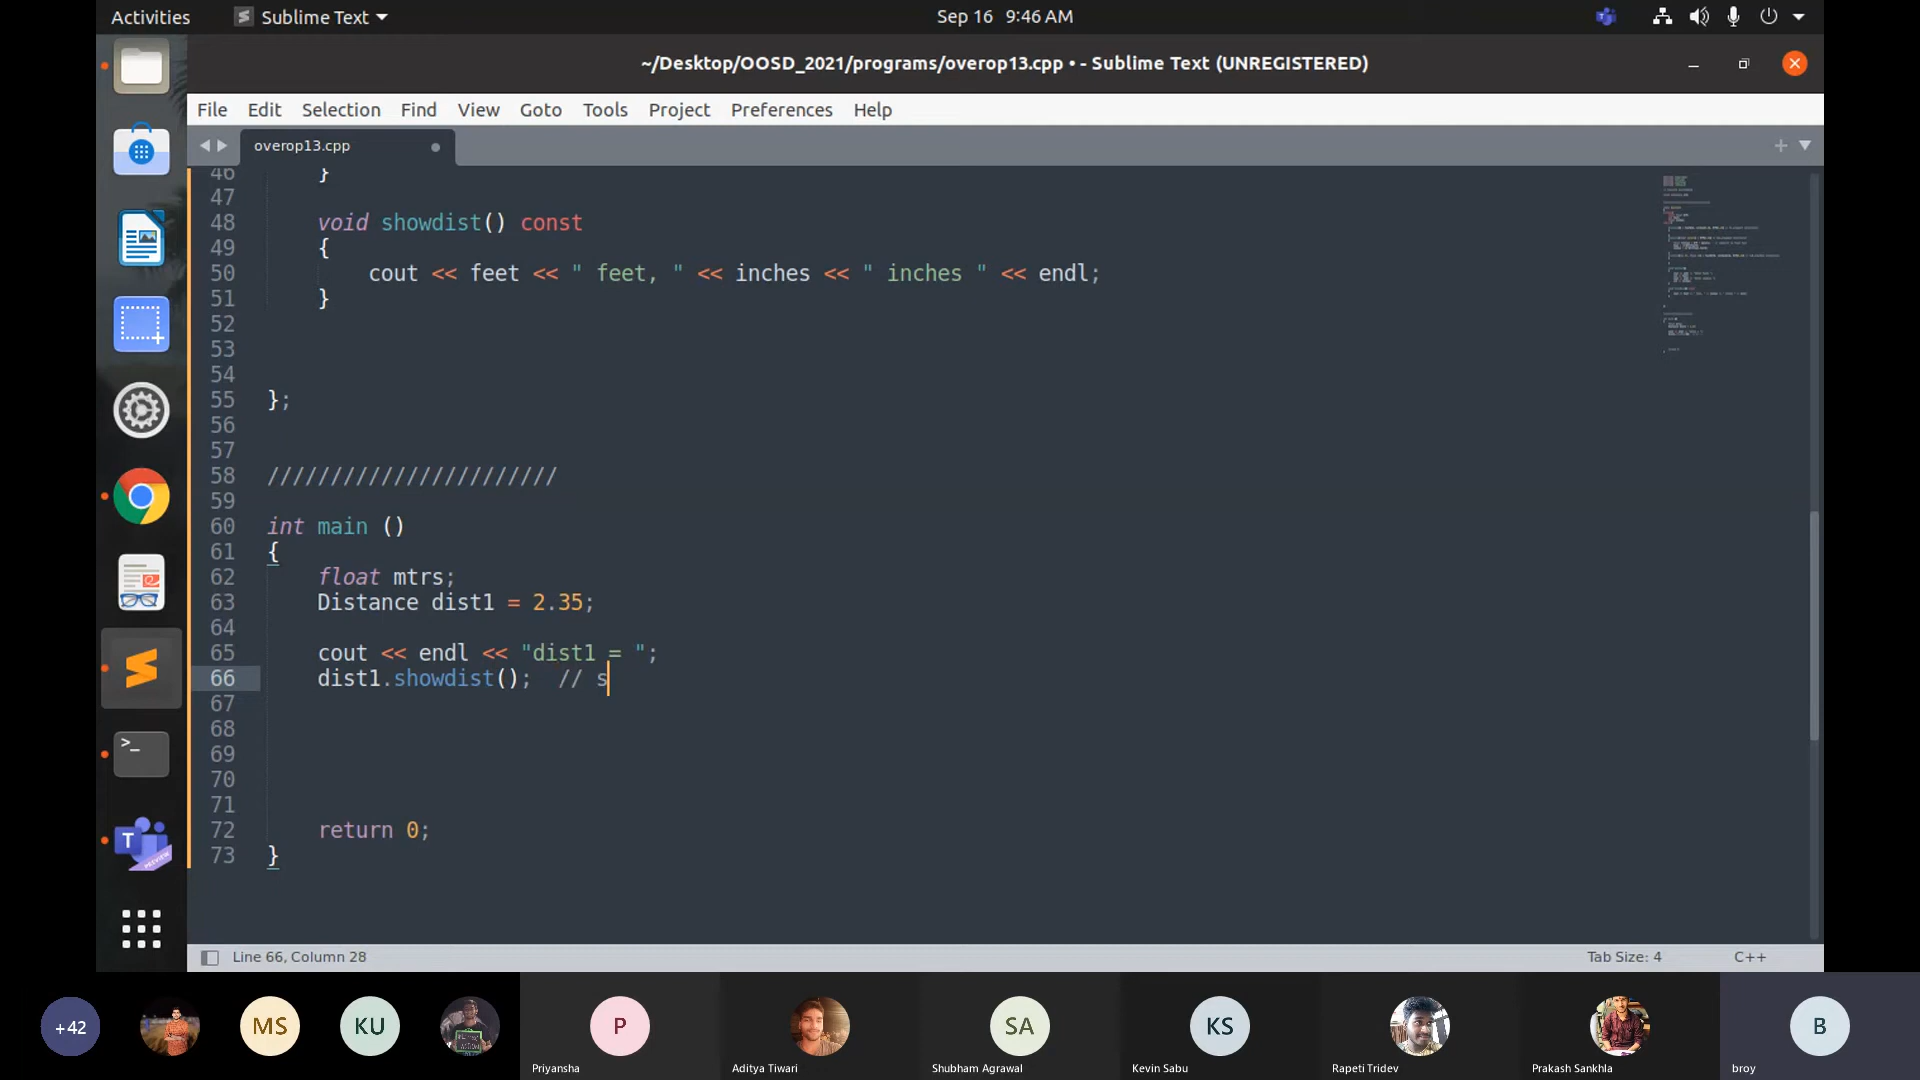 Activities Sublime Text Sep 16 9:46 AM
~/Desktop/OOSD_2021/programs/overop13.cpp • - Sublime Text (UNREGISTERED)
File Edit Selection Find View Goto Tools Project Preferences Help
overop13.cpp
46 }
47
48 void showdist() const
49 {
50 cout << feet << " feet, " << inches << " inches " << endl;
51 }
52
53
54
55 };
56
57
58 ///////////////////////
59
60 int main ()
61 {
62 float mtrs;
63 Distance dist1 = 2.35;
64
65 cout << endl << "dist1 = ";
66 dist1.showdist(); // s
67
68
69
70
71
72 return 0;
73 }
Line 66, Column 28 Tab Size: 4 C++
+42 MS KU P SA KS B
Priyansha Aditya Tiwari Shubham Agrawal Kevin Sabu Rapeti Tridev Prakash Sankhla broy